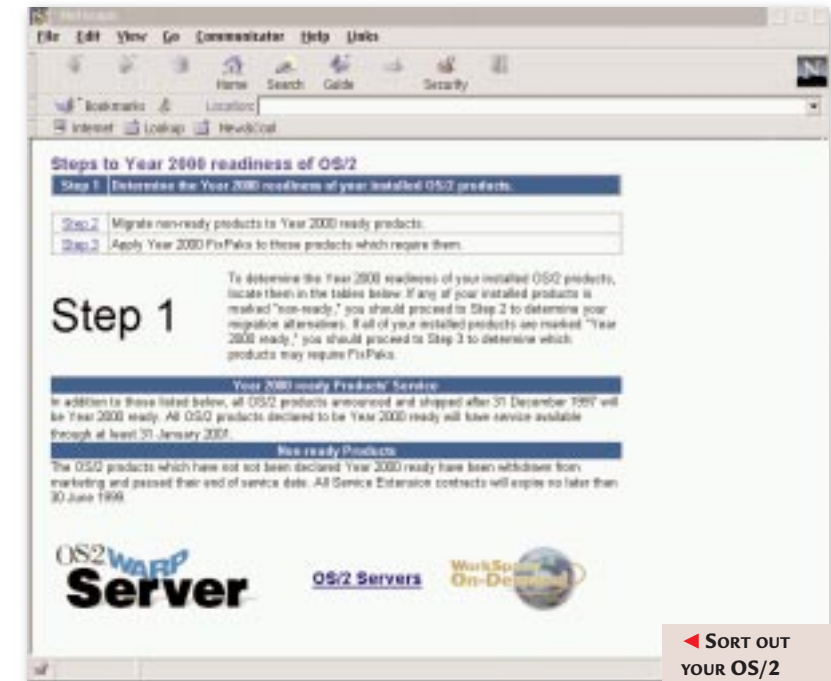 Netscape
File Edit View Go Communicator Help Links
Home Search Guide Security
Bookmarks Location:
Internet Lookup New&Cool
Steps to Year 2000 readiness of OS/2
Step 1 Determine the Year 2000 readiness of your installed OS/2 products.
Step 2 Migrate non-ready products to Year 2000 ready products.
Step 3 Apply Year 2000 FixPaks to those products which require them.
Step 1
To determine the Year 2000 readiness of your installed OS/2 products,
locate them in the tables below. If any of your installed products is
marked "non-ready," you should proceed to Step 2 to determine your
migration alternatives. If all of your installed products are marked "Year
2000 ready," you should proceed to Step 3 to determine which
products may require FixPaks.
Year 2000 ready Products' Service
In addition to those listed below, all OS/2 products announced and shipped after 31 December 1997 will
be Year 2000 ready. All OS/2 products declared to be Year 2000 ready will have service available
through at least 31 January 2001.
Non-ready Products
The OS/2 products which have not not been declared Year 2000 ready have been withdrawn from
marketing and passed their end of service date. All Service Extension contracts will expire no later than
30 June 1999.
OS2 WARP
Server
OS/2 Servers
WorkSpace
On-Demand
N
◀ SORT OUT
YOUR OS/2